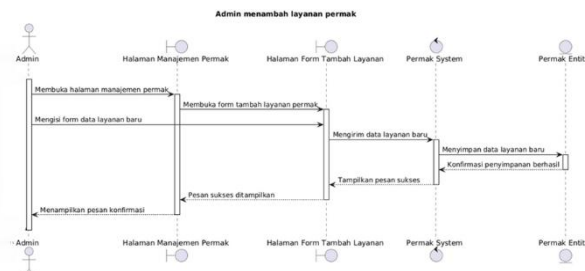 Admin menambah layanan permak
Admin Halaman Manajemen Permak Halaman Form Tambah Layanan Permak System Permak Entit
Membuka halaman manajemen permak
Membuka form tambah layanan permak
Mengisi form data layanan baru
Mengirim data layanan baru
Menyimpan data layanan baru
Konfirmasi penyimpanan berhasil
Tampilkan pesan sukses
Pesan sukses ditampilkan
Menampilkan pesan konfirmasi
Admin Halaman Manajemen Permak Halaman Form Tambah Layanan Permak System Permak Entit